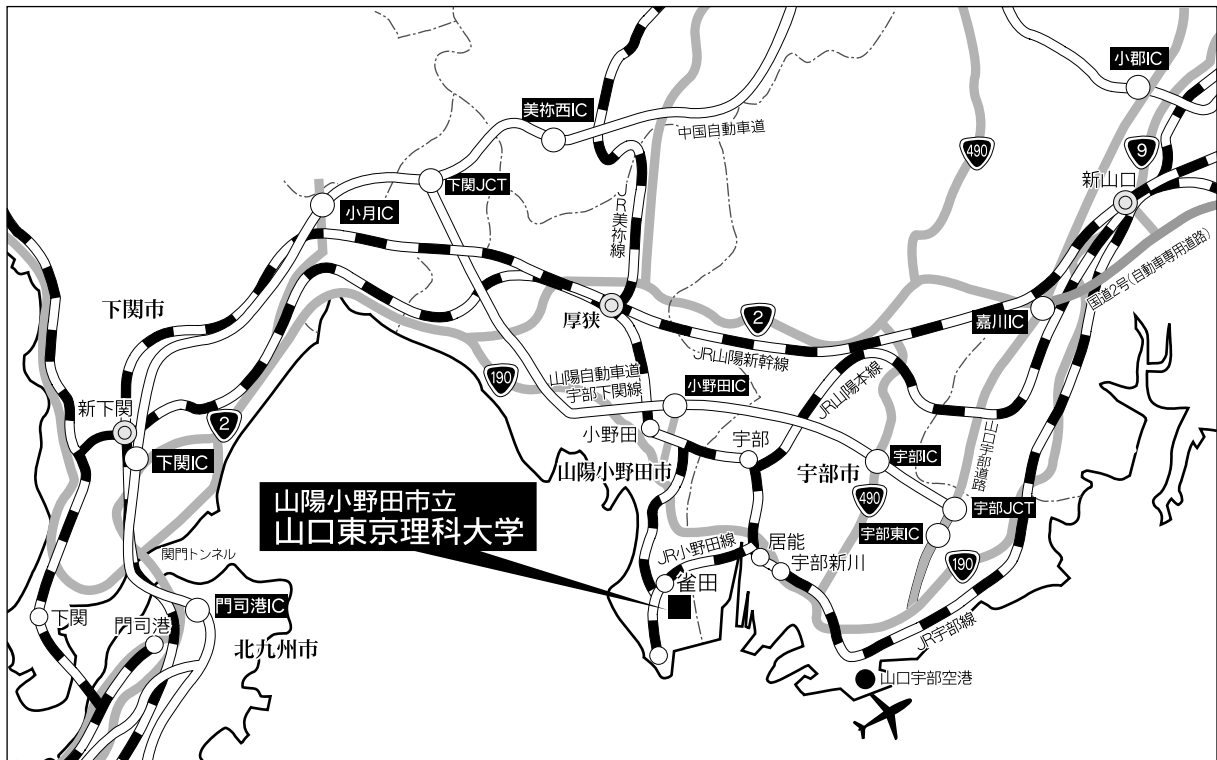 小郡IC
美祢西IC
中国自動車道
490
9
下関JCT
新山口
小月IC
JR美祢線
国道2号(自動車専用道路)
下関市
厚狭
2
嘉川IC
JR山陽新幹線
190
山陽自動車道
宇部下関線
小野田IC
JR山陽本線
新下関
2
小野田
宇部
山口宇部道路
下関IC
山陽小野田市
宇部市
宇部IC
山陽小野田市立
山口東京理科大学
490
宇部JCT
宇部東IC
関門トンネル
JR小野田線
居能
宇部新川
190
雀田
下関
門司港IC
門司港
北九州市
JR宇部線
山口宇部空港